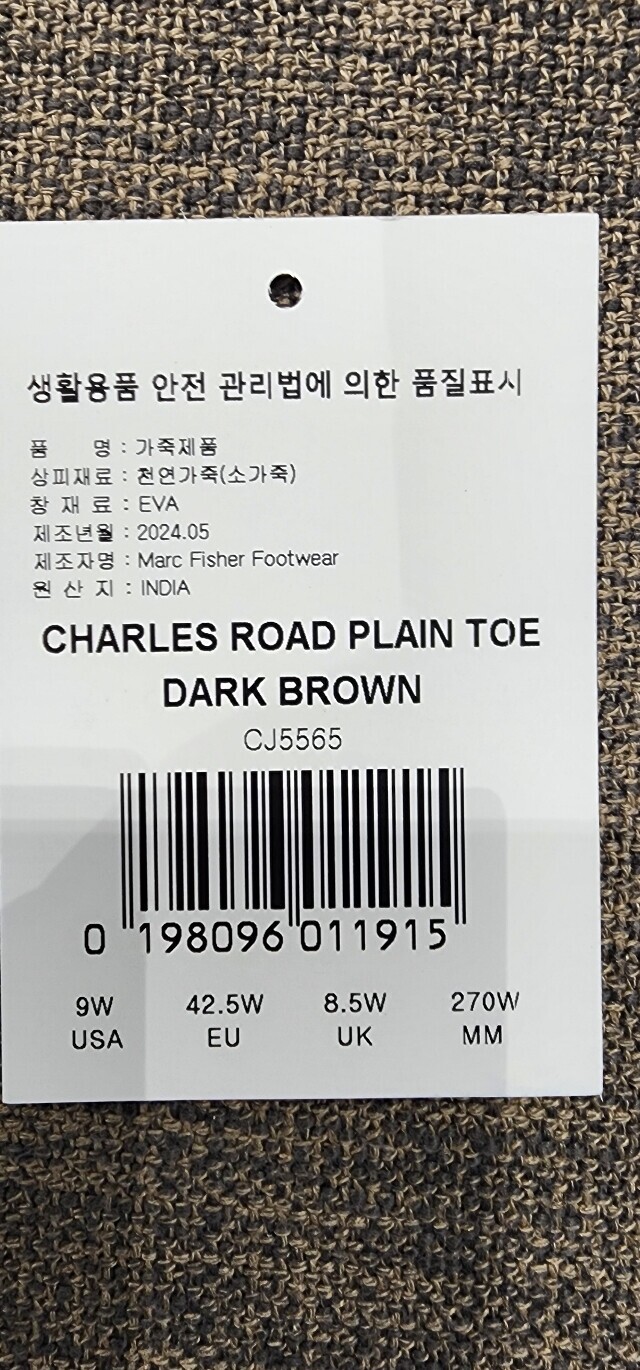 생활용품 안전 관리법에 의한 품질표시
품 명 : 가죽제품
상피재료 : 천연가죽(소가죽)
창 재 료 : EVA
제조년월 : 2024.05
제조자명 : Marc Fisher Footwear
원 산 지 : INDIA
CHARLES ROAD PLAIN TOE
DARK BROWN
CJ5565
0 198096 011915
9W 42.5W 8.5W 270W
USA EU UK MM